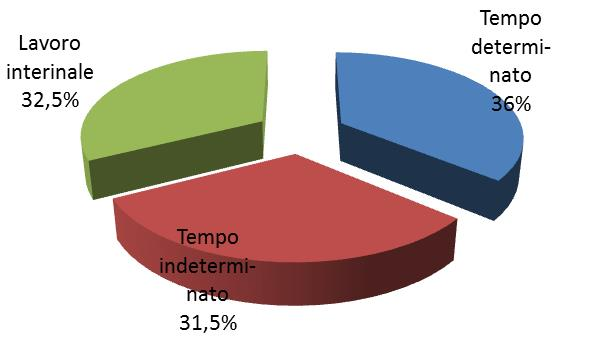 Lavoro
interinale
32,5%
Tempo
determi-
nato
36%
Tempo
indetermi-
nato
31,5%